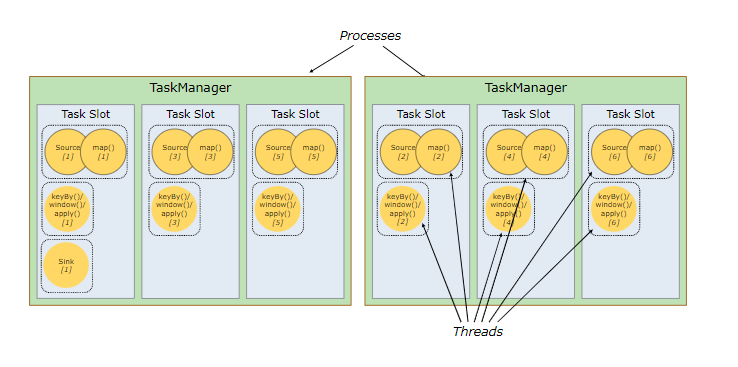 Processes
TaskManager
TaskManager
Task Slot
Task Slot
Task Slot
Task Slot
Task Slot
Task Slot
Source
[1]
map()
[1]
Source
[3]
map()
[3]
Source
[5]
map()
[5]
Source
[2]
map()
[2]
Source
[4]
map()
[4]
Source
[6]
map()
[6]
keyBy()/
window()/
apply()
[1]
keyBy()/
window()/
apply()
[3]
keyBy()/
window()/
apply()
[5]
keyBy()/
window()/
apply()
[2]
keyBy()/
window()/
apply()
[4]
keyBy()/
window()/
apply()
[6]
Sink
[1]
Threads